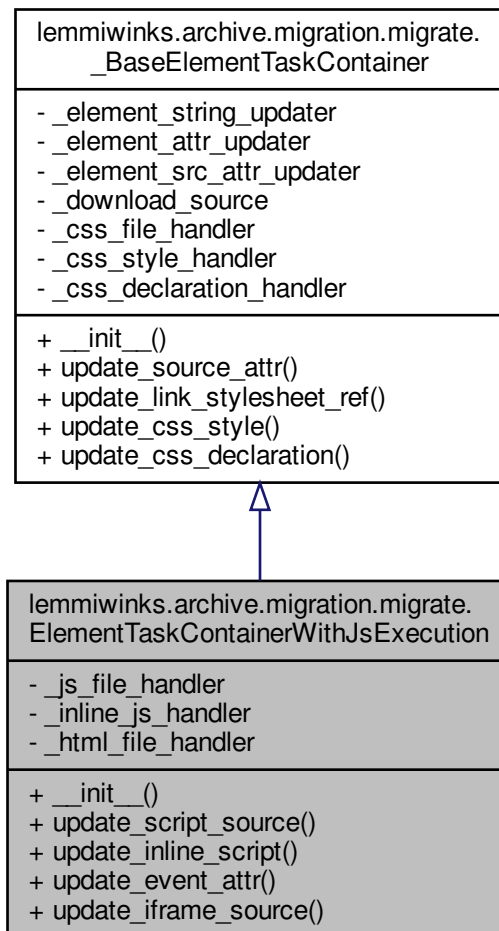 lemmiwinks.archive.migration.migrate.
_BaseElementTaskContainer
- _element_string_updater
- _element_attr_updater
- _element_src_attr_updater
- _download_source
- _css_file_handler
- _css_style_handler
- _css_declaration_handler
+ __init__()
+ update_source_attr()
+ update_link_stylesheet_ref()
+ update_css_style()
+ update_css_declaration()
lemmiwinks.archive.migration.migrate.
ElementTaskContainerWithJsExecution
- _js_file_handler
- _inline_js_handler
- _html_file_handler
+ __init__()
+ update_script_source()
+ update_inline_script()
+ update_event_attr()
+ update_iframe_source()